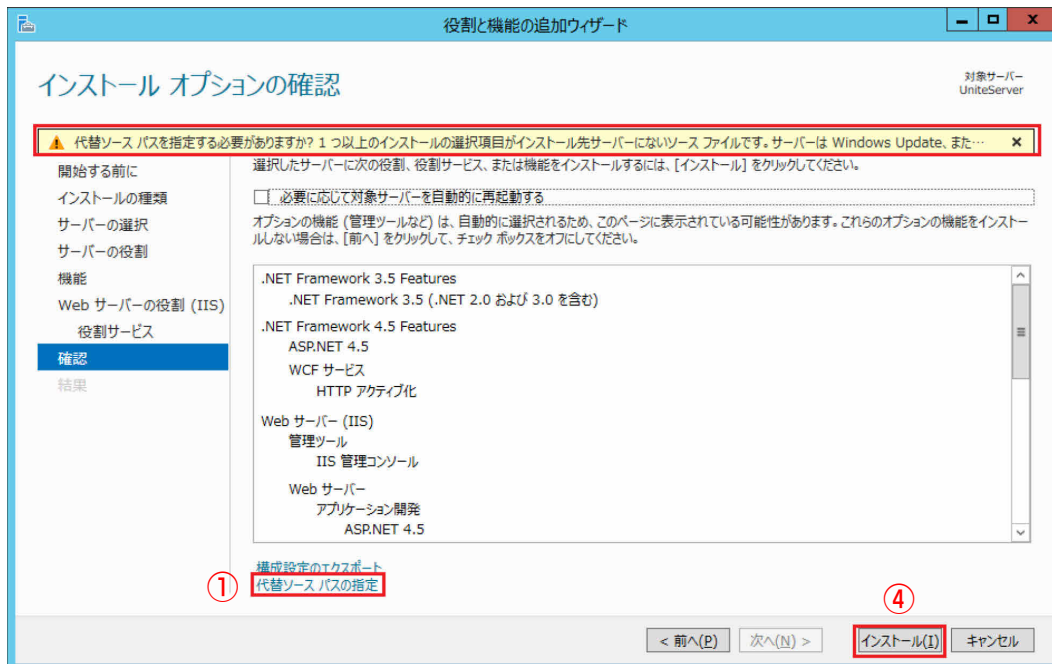 役割と機能の追加ウィザード
インストール オプションの確認
対象サーバー
UniteServer
代替ソース パスを指定する必要がありますか? 1 つ以上のインストールの選択項目がインストール先サーバーにないソース ファイルです。サーバーは Windows Update、また…
開始する前に
インストールの種類
サーバーの選択
サーバーの役割
機能
Web サーバーの役割 (IIS)
役割サービス
確認
結果
選択したサーバーに次の役割、役割サービス、または機能をインストールするには、[インストール] をクリックしてください。
必要に応じて対象サーバーを自動的に再起動する
オプションの機能 (管理ツールなど) は、自動的に選択されるため、このページに表示されている可能性があります。これらのオプションの機能をインストー
ルしない場合は、[前へ] をクリックして、チェック ボックスをオフにしてください。
.NET Framework 3.5 Features
.NET Framework 3.5 (.NET 2.0 および 3.0 を含む)
.NET Framework 4.5 Features
ASP.NET 4.5
WCF サービス
HTTP アクティブ化
Web サーバー (IIS)
管理ツール
IIS 管理コンソール
Web サーバー
アプリケーション開発
ASP.NET 4.5
構成設定のエクスポート
① 代替ソース パスの指定
④
< 前へ(P) 次へ(N) > インストール(I) キャンセル